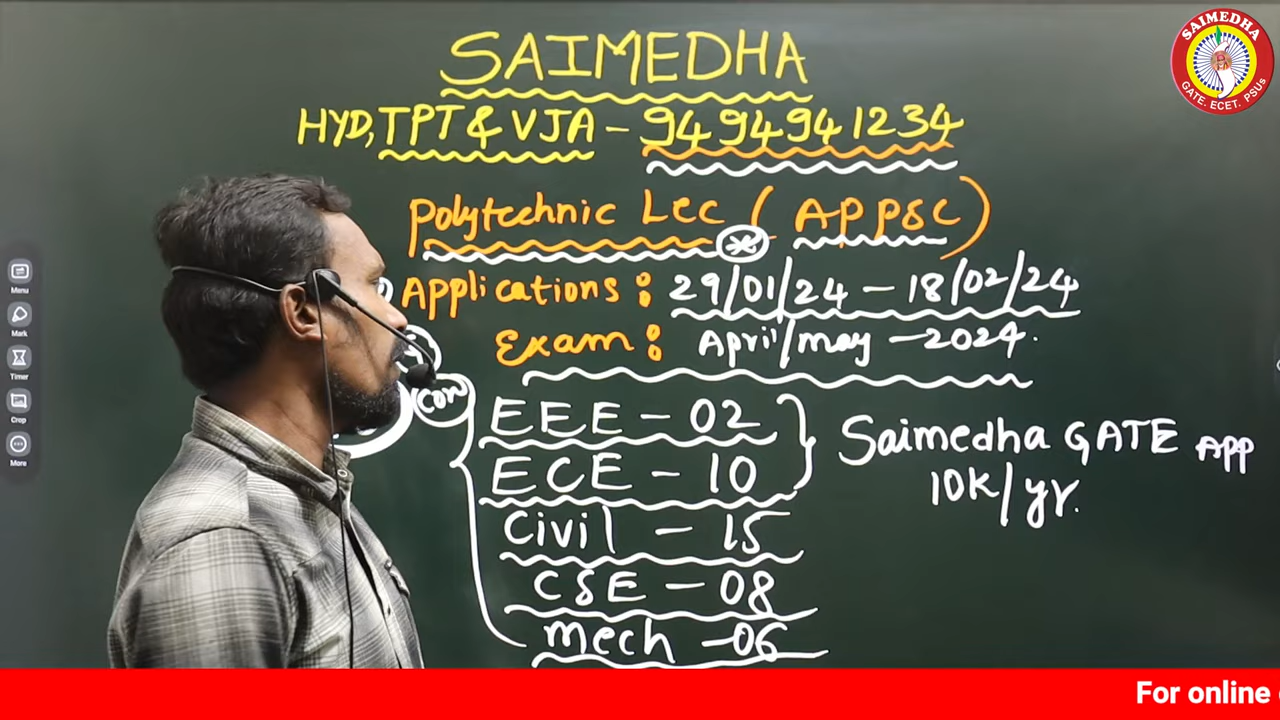 SAIMEDHA
HYD, TPT & VJA - 9494941234
Polytechnic Lec (APPSC)
Applications : 29/01/24 - 18/02/24
Exam : April/may - 2024.
EEE - 02
ECE - 10
Civil - 15
CSE - 08
mech - 06
Saimedha GATE APP
10K/yr.
SAIMEDHA
GATE. ECET. PSUs
Menu
Mark
Timer
Crop
More
For online